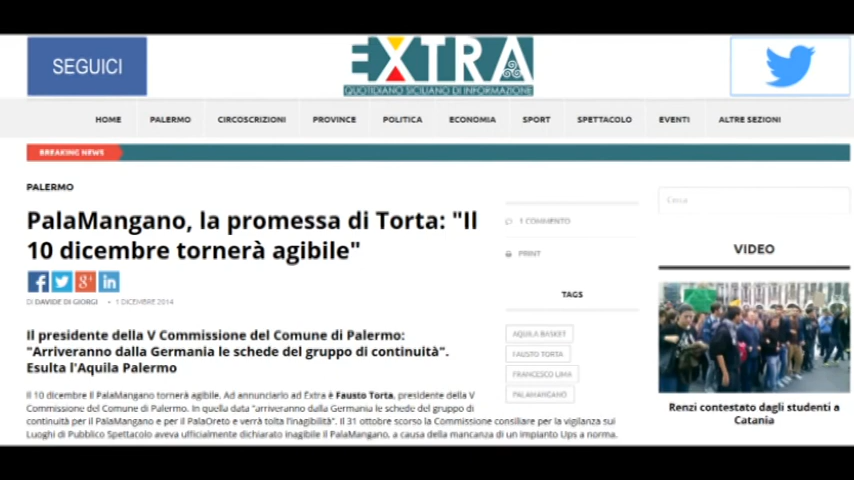 SEGUICI
EXTRA
QUOTIDIANO SICILIANO DI INFORMAZIONE
HOME PALERMO CIRCOSCRIZIONI PROVINCE POLITICA ECONOMIA SPORT SPETTACOLO EVENTI ALTRE SEZIONI
BREAKING NEWS
PALERMO
PalaMangano, la promessa di Torta: "Il
10 dicembre tornerà agibile"
DI DAVIDE DI GIORGI • 1 DICEMBRE 2014
Il presidente della V Commissione del Comune di Palermo:
"Arriveranno dalla Germania le schede del gruppo di continuità".
Esulta l'Aquila Palermo
Il 10 dicembre il PalaMangano tornerà agibile. Ad annunciarlo ad Extra è Fausto Torta, presidente della V
Commissione del Comune di Palermo. In quella data "arriveranno dalla Germania le schede del gruppo di
continuità per il PalaMangano e per il PalaOreto e verrà tolta l'inagibilità". Il 31 ottobre scorso la Commissione consiliare per la vigilanza sui
Luoghi di Pubblico Spettacolo aveva ufficialmente dichiarato inagibile il PalaMangano, a causa della mancanza di un impianto Ups a norma.
1 COMMENTO
PRINT
TAGS
AQUILA BASKET
FAUSTO TORTA
FRANCESCO LIMA
PALAMANGANO
Cerca
VIDEO
Renzi contestato dagli studenti a
Catania